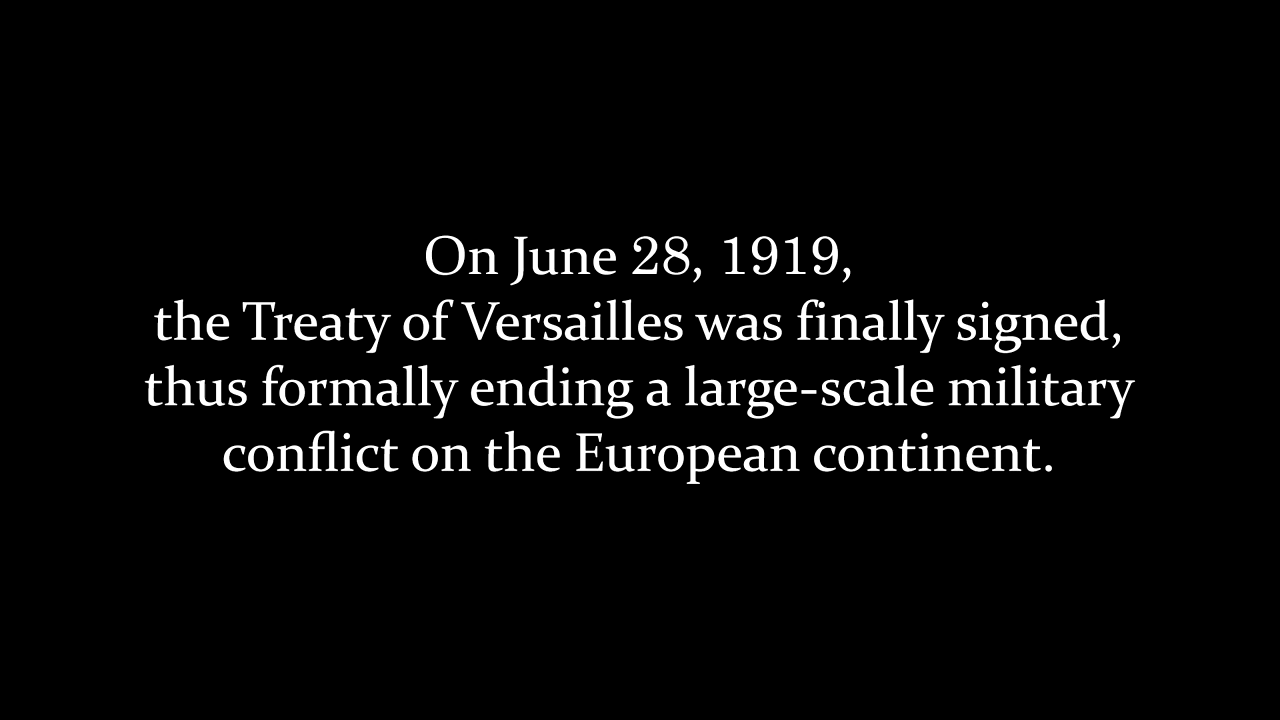 On June 28, 1919,
the Treaty of Versailles was finally signed,
thus formally ending a large-scale military
conflict on the European continent.